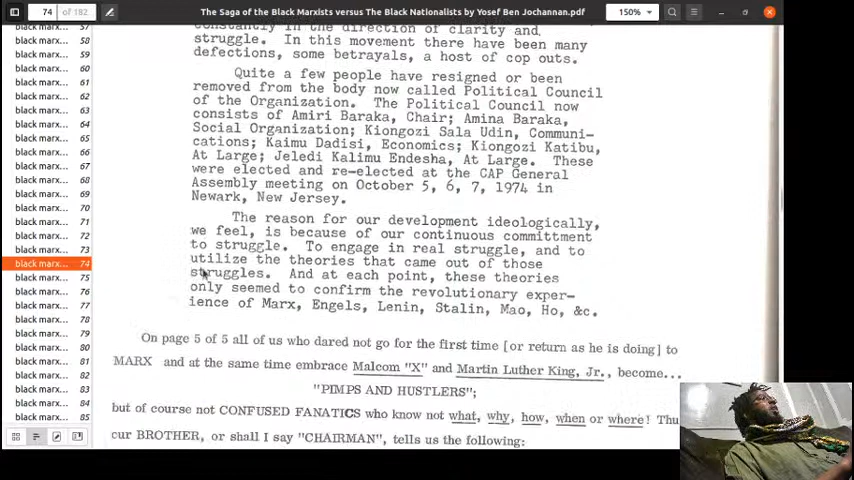 74 of 182
The Saga of the Black Marxists versus The Black Nationalists by Yosef Ben Jochannan.pdf
150%
black marx... 57
black marx... 58
black marx... 59
black marx... 60
black marx... 61
black marx... 62
black marx... 63
black marx... 64
black marx... 65
black marx... 66
black marx... 67
black marx... 68
black marx... 69
black marx... 70
black marx... 71
black marx... 72
black marx... 73
black marx... 74
black marx... 75
black marx... 76
black marx... 77
black marx... 78
black marx... 79
black marx... 80
black marx... 81
black marx... 82
black marx... 83
black marx... 84
black marx... 85
constantly in the direction of clarity and
struggle. In this movement there have been many
defections, some betrayals, a host of cop outs.
Quite a few people have resigned or been
removed from the body now called Political Council
of the Organization. The Political Council now
consists of Amiri Baraka, Chair; Amina Baraka,
Social Organization; Kiongozi Sala Udin, Communi-
cations; Kaimu Dadisi, Economics; Kiongozi Katibu,
At Large; Jeledi Kalimu Endesha, At Large. These
were elected and re-elected at the CAP General
Assembly meeting on October 5, 6, 7, 1974 in
Newark, New Jersey.
The reason for our development ideologically,
we feel, is because of our continuous committment
to struggle. To engage in real struggle, and to
utilize the theories that came out of those
struggles. And at each point, these theories
only seemed to confirm the revolutionary exper-
ience of Marx, Engels, Lenin, Stalin, Mao, Ho, &c.
On page 5 of 5 all of us who dared not go for the first time [or return as he is doing] to
MARX and at the same time embrace Malcom "X" and Martin Luther King, Jr., become...
"PIMPS AND HUSTLERS";
but of course not CONFUSED FANATICS who know not what, why, how, when or where! Thu
cur BROTHER, or shall I say "CHAIRMAN", tells us the following: